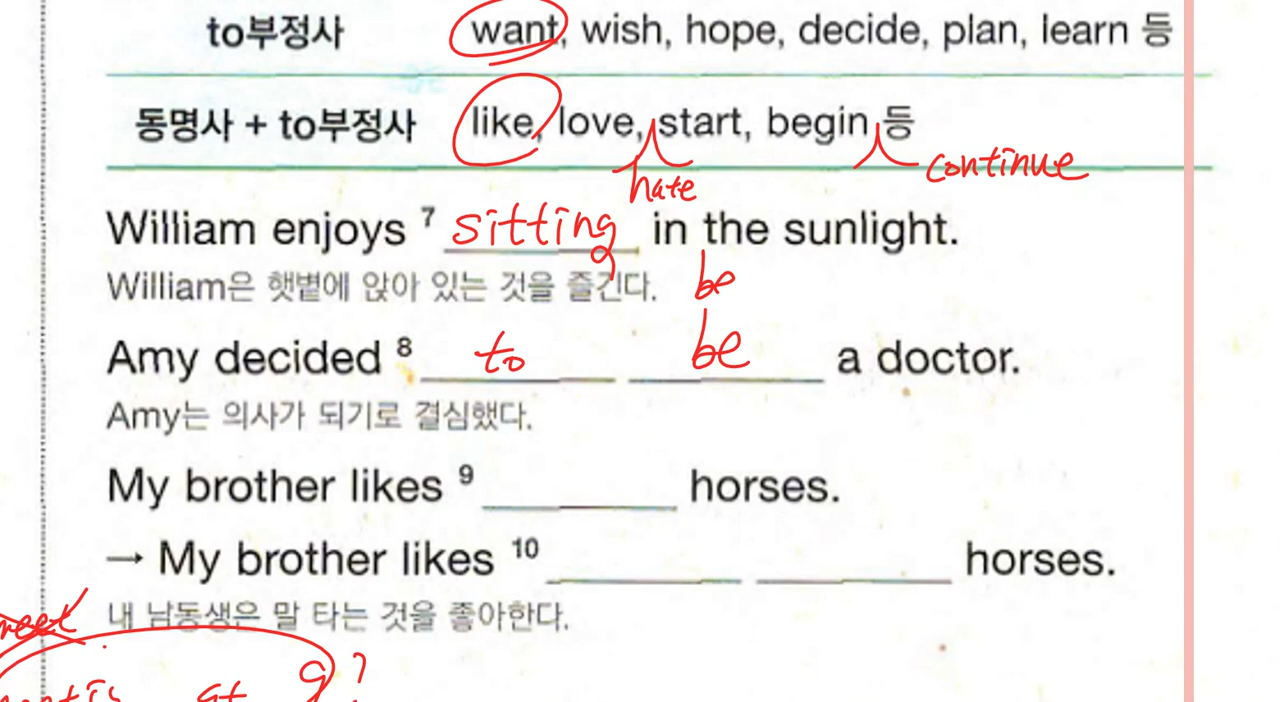 to부정사 want, wish, hope, decide, plan, learn 등
동명사 + to부정사 like, love, start, begin 등
hate continue
William enjoys 7 sitting in the sunlight.
William은 햇볕에 앉아 있는 것을 즐긴다. be
Amy decided 8 to be a doctor.
Amy는 의사가 되기로 결심했다.
My brother likes 9 ______ horses.
→ My brother likes 10 ______ ______ horses.
내 남동생은 말 타는 것을 좋아한다.
at 9?